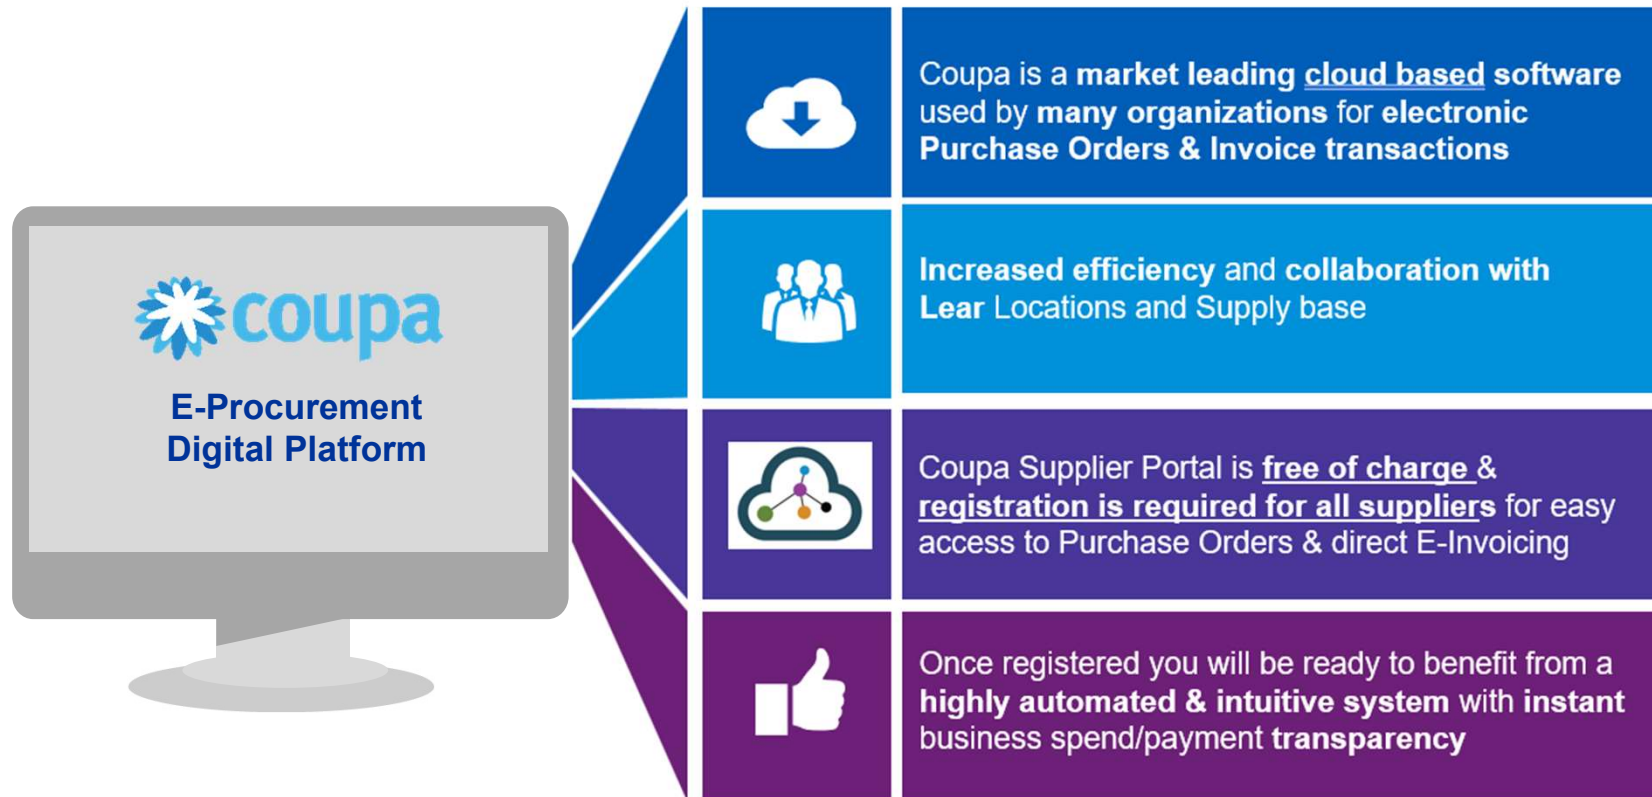 coupa
E-Procurement
Digital Platform
Coupa is a market leading cloud based software
used by many organizations for electronic
Purchase Orders & Invoice transactions
Increased efficiency and collaboration with
Lear Locations and Supply base
Coupa Supplier Portal is free of charge &
registration is required for all suppliers for easy
access to Purchase Orders & direct E-Invoicing
Once registered you will be ready to benefit from a
highly automated & intuitive system with instant
business spend/payment transparency